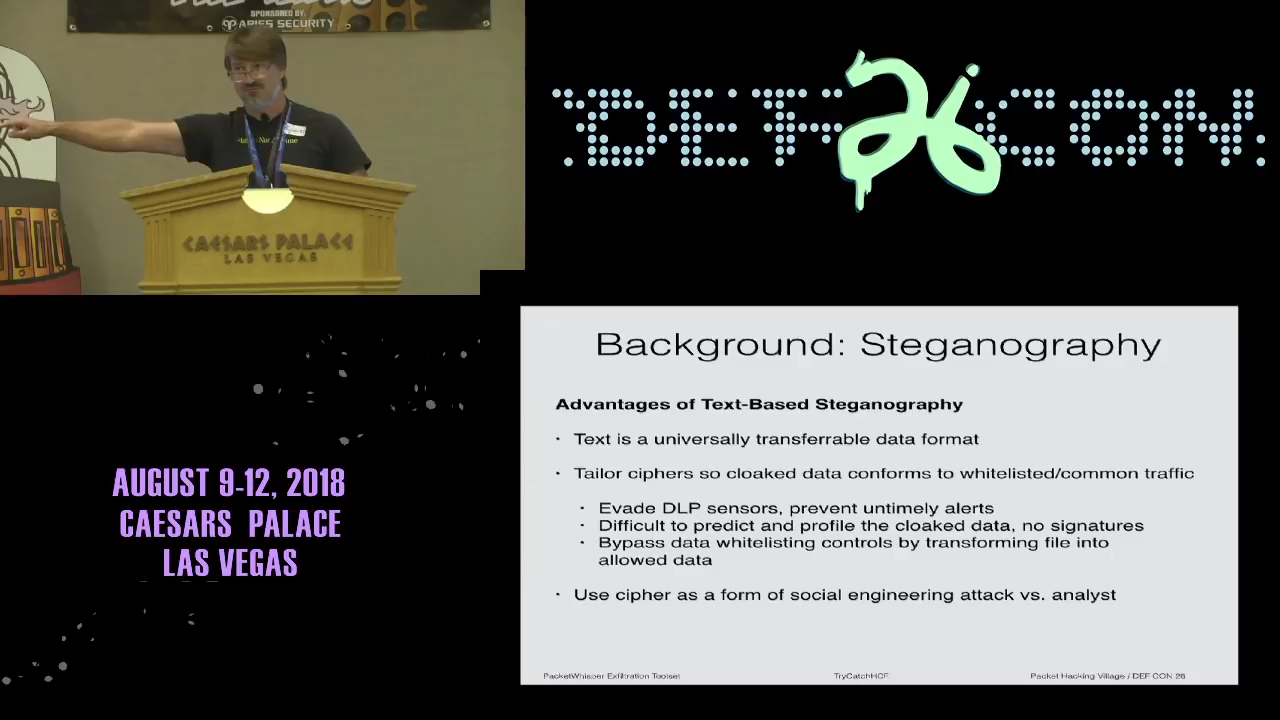 SPONSORED BY.
ARIES SECURITY
CAESARS PALACE
LAS VEGAS
DEF 26 CON
AUGUST 9-12, 2018
CAESARS PALACE
LAS VEGAS
Background: Steganography
Advantages of Text-Based Steganography
· Text is a universally transferrable data format
· Tailor ciphers so cloaked data conforms to whitelisted/common traffic
· Evade DLP sensors, prevent untimely alerts
· Difficult to predict and profile the cloaked data, no signatures
· Bypass data whitelisting controls by transforming file into
allowed data
· Use cipher as a form of social engineering attack vs. analyst
PacketWhisper Exfiltration Toolset TryCatchHCF Packet Hacking Village / DEF CON 26